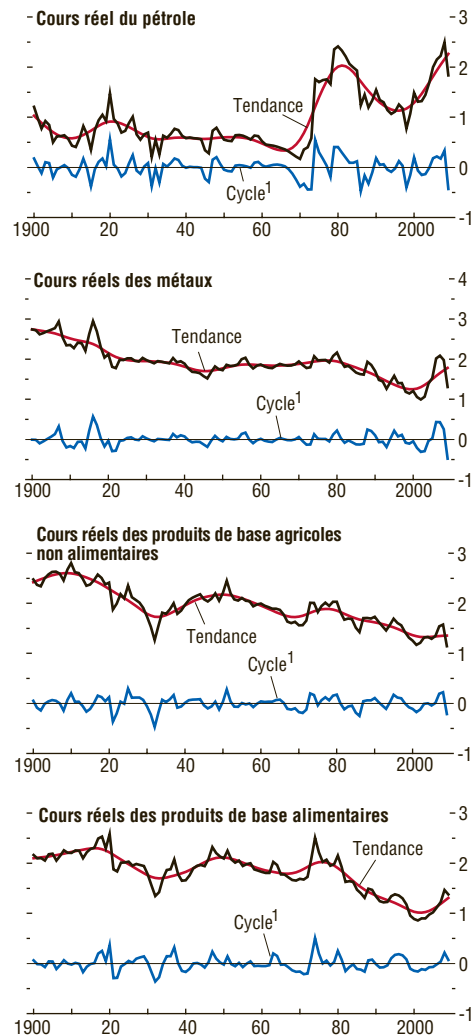 Cours réel du pétrole
3
2
Tendance
1
0
Cycle1
-1
1900 20 40 60 80 2000
Cours réels des métaux
4
3
Tendance
2
1
Cycle1
0
-1
1900 20 40 60 80 2000
Cours réels des produits de base agricoles
non alimentaires
3
2
Tendance
1
Cycle1
0
-1
1900 20 40 60 80 2000
Cours réels des produits de base alimentaires
3
Tendance
2
1
Cycle1
0
-1
1900 20 40 60 80 2000